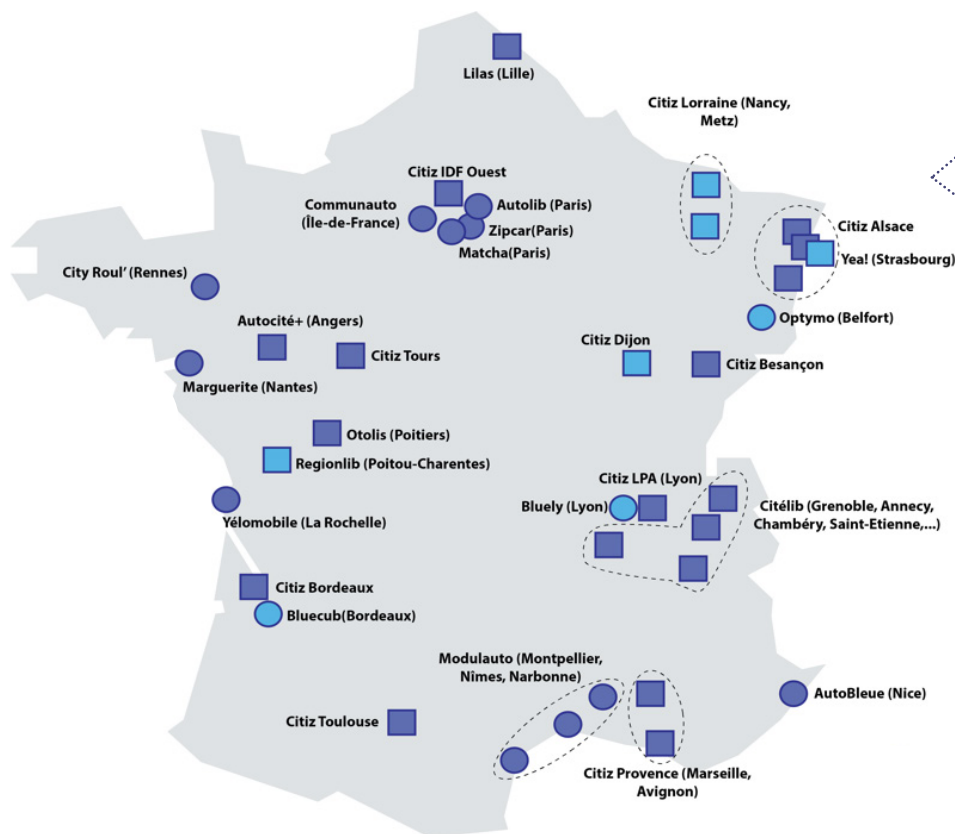 Lilas (Lille)
Citiz Lorraine (Nancy,
Metz)
Citiz IDF Ouest
Communauto
(Île-de-France)
Autolib (Paris)
Zipcar(Paris)
Matcha(Paris)
Citiz Alsace
Yea! (Strasbourg)
City Roul’ (Rennes)
Optymo (Belfort)
Autocité+ (Angers)
Citiz Tours
Citiz Dijon
Citiz Besançon
Marguerite (Nantes)
Otolis (Poitiers)
Regionlib (Poitou-Charentes)
Citiz LPA (Lyon)
Bluely (Lyon)
Citélib (Grenoble, Annecy,
Chambéry, Saint-Etienne,...)
Yélomobile (La Rochelle)
Citiz Bordeaux
Bluecub(Bordeaux)
Modulauto (Montpellier,
Nîmes, Narbonne)
AutoBleue (Nice)
Citiz Toulouse
Citiz Provence (Marseille,
Avignon)